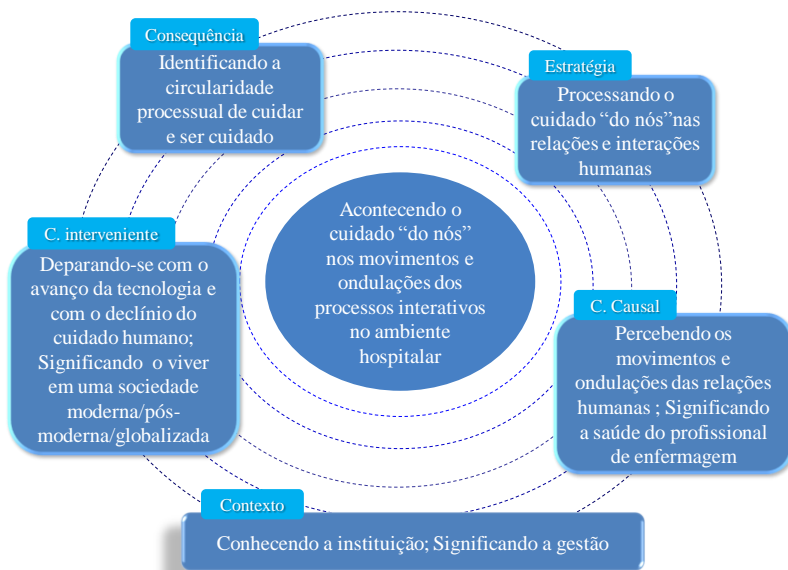 Consequência
Identificando a
circularidade
processual de cuidar
e ser cuidado
Estratégia
Processando o
cuidado “do nós”nas
relações e interações
humanas
Acontecendo o
cuidado “do nós”
nos movimentos e
ondulações dos
processos interativos
no ambiente
hospitalar
C. interveniente
Deparando-se com o
avanço da tecnologia e
com o declínio do
cuidado humano;
Significando o viver
em uma sociedade
moderna/pós-
moderna/globalizada
C. Causal
Percebendo os
movimentos e
ondulações das relações
humanas ; Significando
a saúde do profissional
de enfermagem
Contexto
Conhecendo a instituição; Significando a gestão